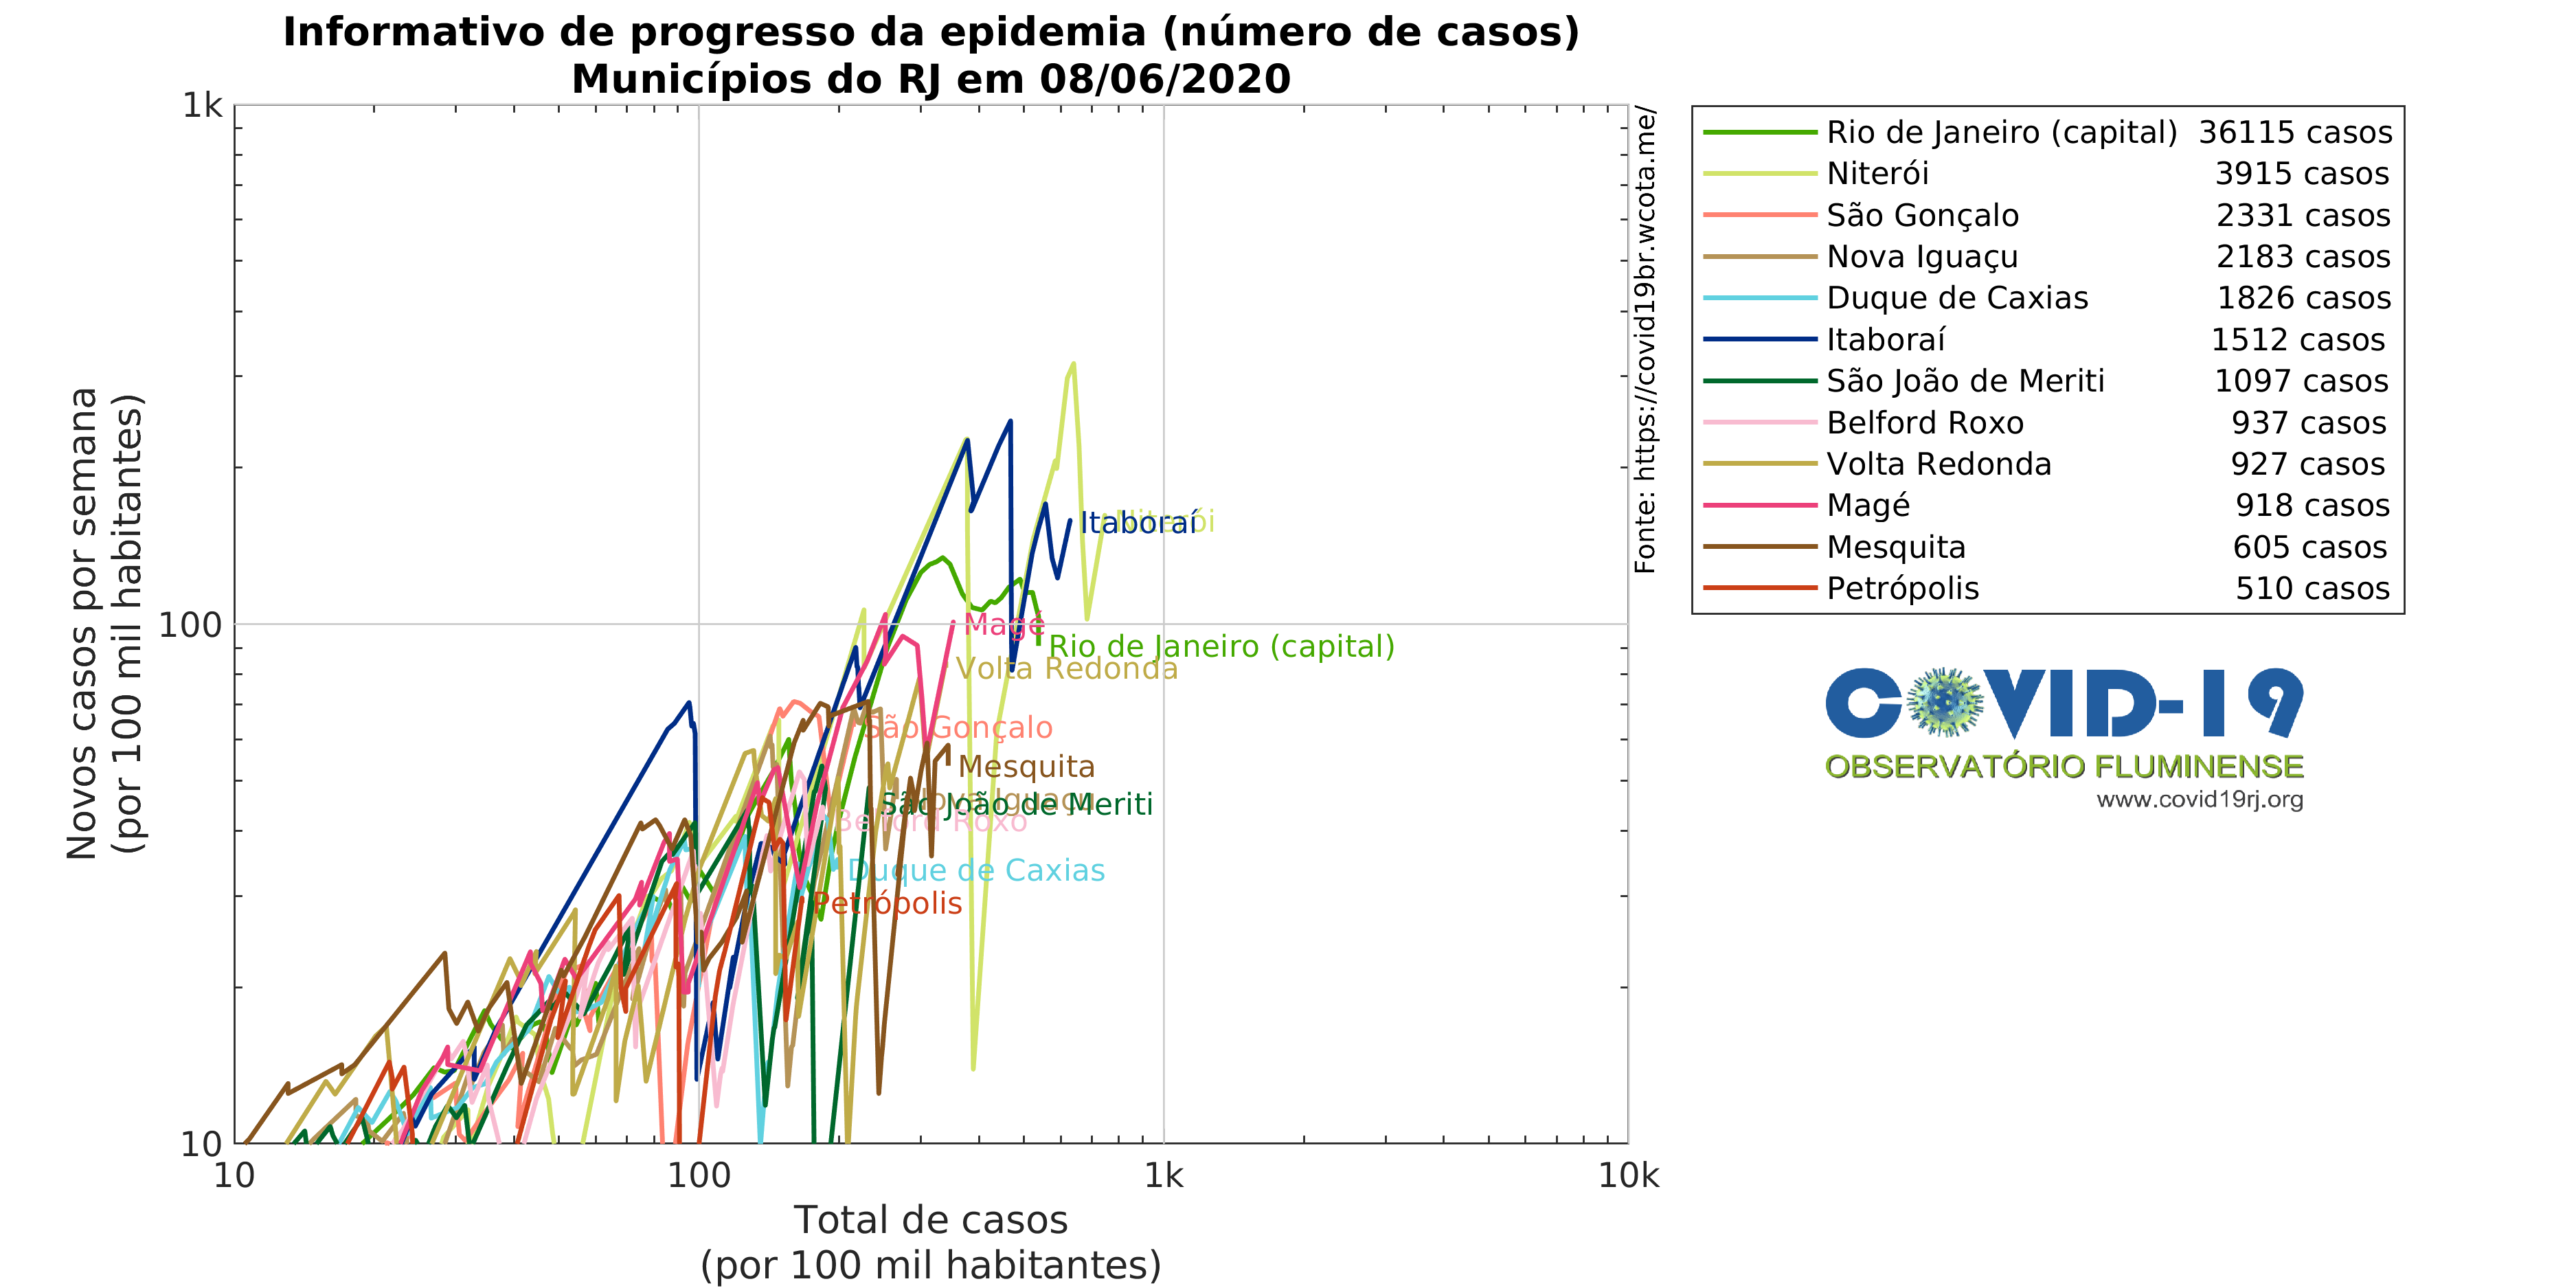 Informativo de progresso da epidemia (número de casos)
Municípios do RJ em 08/06/2020
1k
100
10
Novos casos por semana
(por 100 mil habitantes)
Itaboraí
Niterói
Magé
Rio de Janeiro (capital)
Volta Redonda
São Gonçalo
Mesquita
Nova Iguaçu
São João de Meriti
Belford Roxo
Duque de Caxias
Petrópolis
10
100
1k
10k
Total de casos
(por 100 mil habitantes)
Fonte: https://covid19br.wcota.me/
Rio de Janeiro (capital) 36115 casos
Niterói 3915 casos
São Gonçalo 2331 casos
Nova Iguaçu 2183 casos
Duque de Caxias 1826 casos
Itaboraí 1512 casos
São João de Meriti 1097 casos
Belford Roxo 937 casos
Volta Redonda 927 casos
Magé 918 casos
Mesquita 605 casos
Petrópolis 510 casos
COVID-19
OBSERVATÓRIO FLUMINENSE
www.covid19rj.org